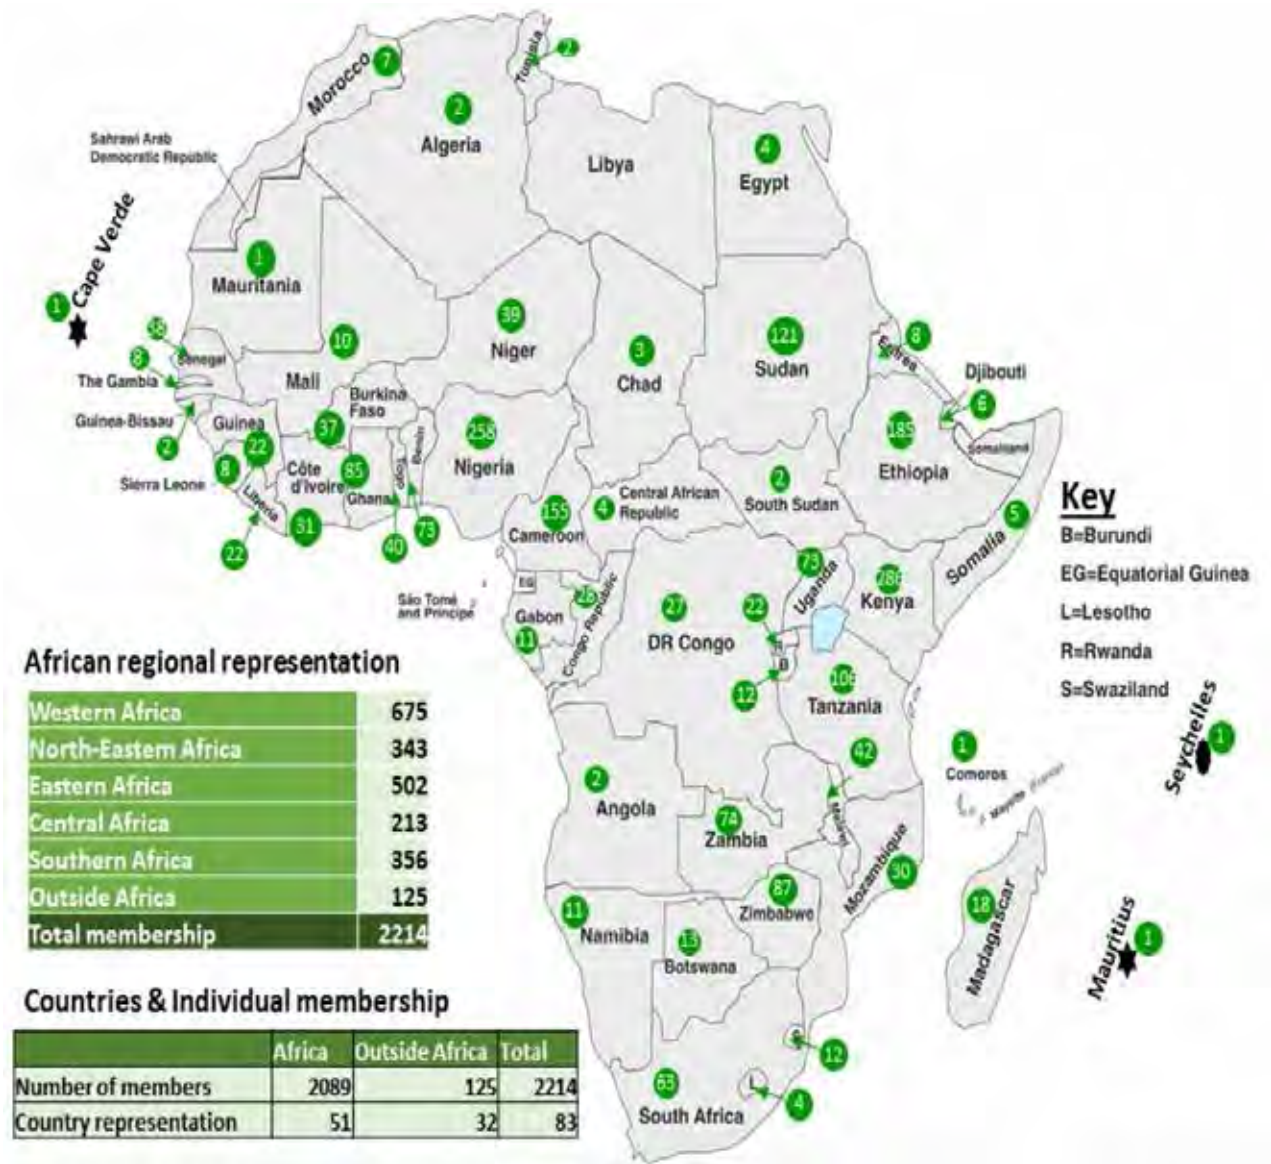 Morocco
7
Tunisia
2
2
Algeria
Libya
4
Egypt
Sahrawi Arab
Democratic Republic
Cape Verde
1
1
Mauritania
10
Mali
39
Niger
3
Chad
121
Sudan
8
Eritrea
Djibouti
6
38
Senegal
8
The Gambia
Guinea-Bissau
2
Guinea
22
8
Sierra Leone
Liberia
22
Burkina
Faso
37
Côte
d'Ivoire
31
85
Ghana
Togo
40
Benin
73
258
Nigeria
155
Cameroon
4
Central African
Republic
2
South Sudan
185
Ethiopia
Somaliland
5
Somalia
Key
B=Burundi
EG=Equatorial Guinea
L=Lesotho
R=Rwanda
S=Swaziland
São Tomé
and Principe
EG
Gabon
11
Congo Republic
27
DR Congo
22
R
B
12
73
Uganda
286
Kenya
106
Tanzania
42
Malawi
1
Comoros
Mayotte
Seychelles
1
2
Angola
74
Zambia
87
Zimbabwe
Mozambique
30
18
Madagascar
Mauritius
1
11
Namibia
13
Botswana
S
12
L
4
South Africa
African regional representation
Western Africa 675
North-Eastern Africa 343
Eastern Africa 502
Central Africa 213
Southern Africa 356
Outside Africa 125
Total membership 2214
Countries & Individual membership
Africa Outside Africa Total
Number of members 2089 125 2214
Country representation 51 32 83